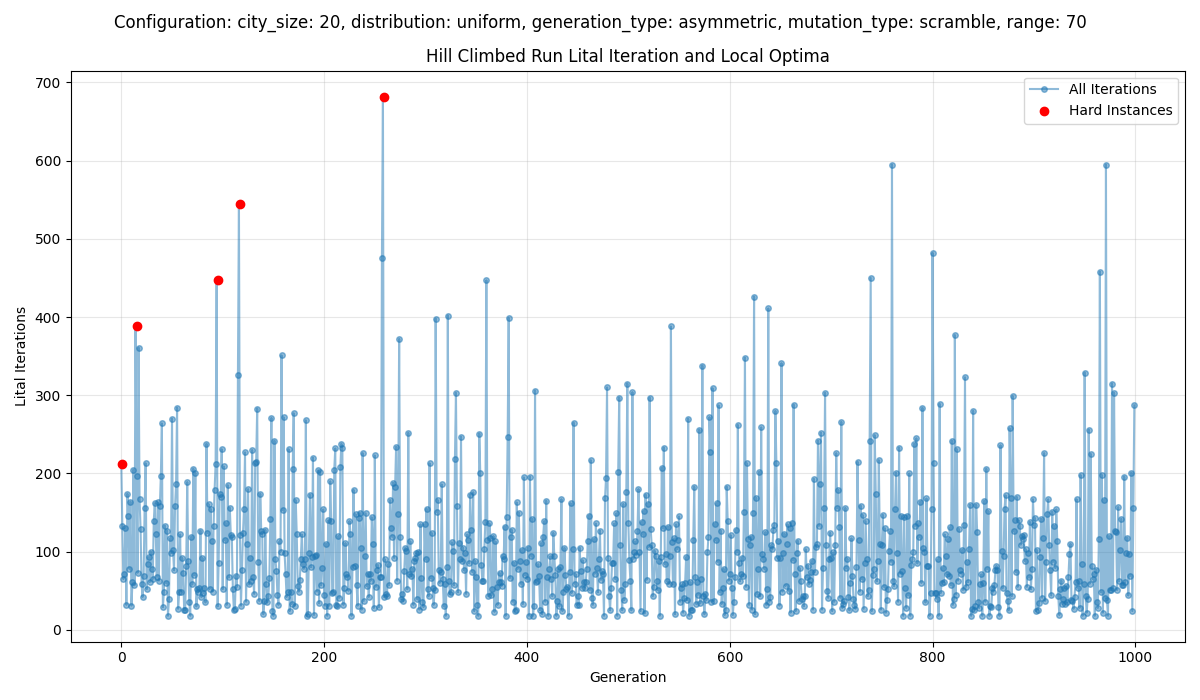 Configuration: city_size: 20, distribution: uniform, generation_type: asymmetric, mutation_type: scramble, range: 70
Hill Climbed Run Lital Iteration and Local Optima
All Iterations
Hard Instances
Lital Iterations
700
600
500
400
300
200
100
0
0 200 400 600 800 1000
Generation